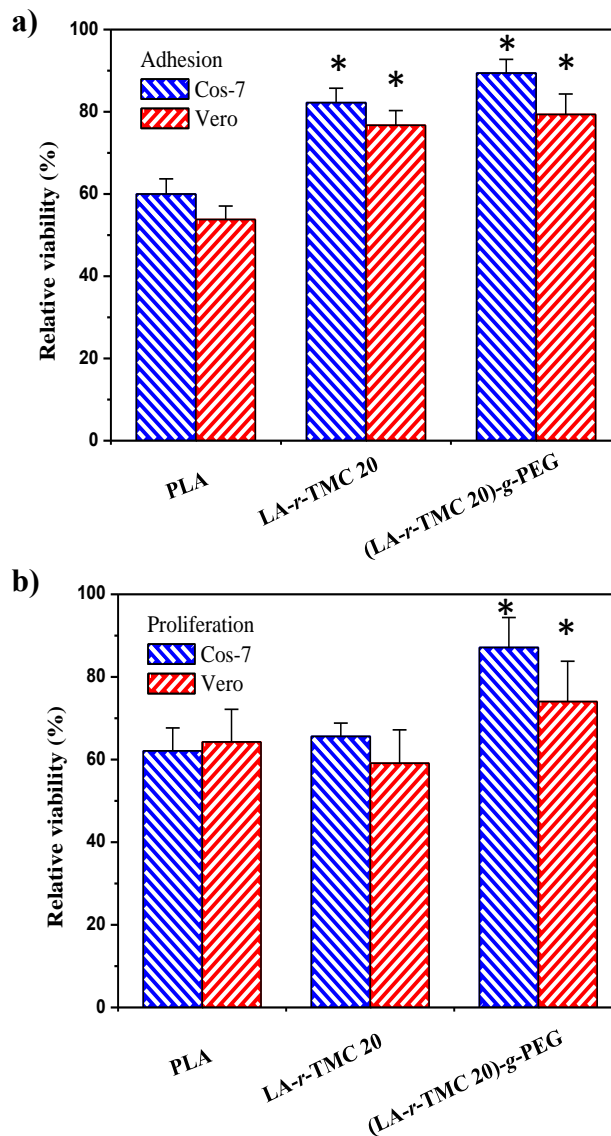 a)
100
80
60
40
20
0
Relative viability (%)
Adhesion
Cos-7
Vero
*
*
*
*
PLA
LA-r-TMC 20
(LA-r-TMC 20)-g-PEG
b)
100
80
60
40
20
0
Relative viability (%)
Proliferation
Cos-7
Vero
*
*
PLA
LA-r-TMC 20
(LA-r-TMC 20)-g-PEG